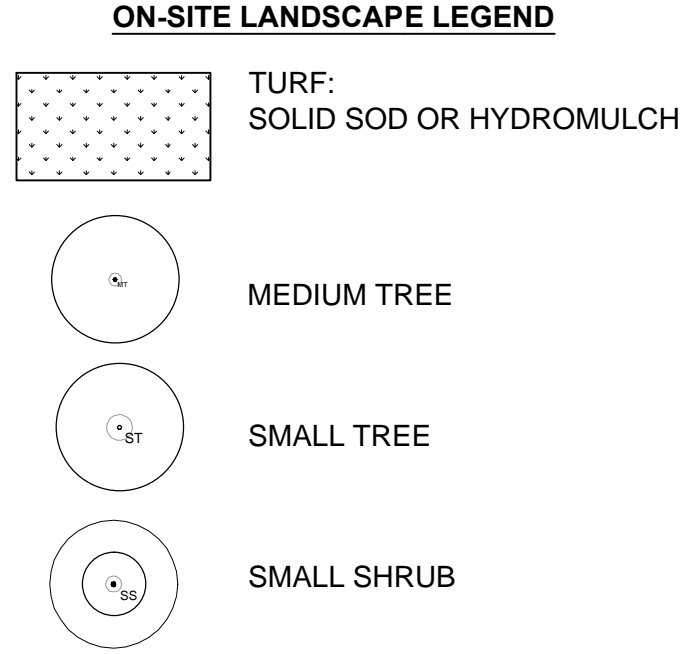 ON-SITE LANDSCAPE LEGEND
TURF:
SOLID SOD OR HYDROMULCH
MT
MEDIUM TREE
ST
SMALL TREE
SS
SMALL SHRUB